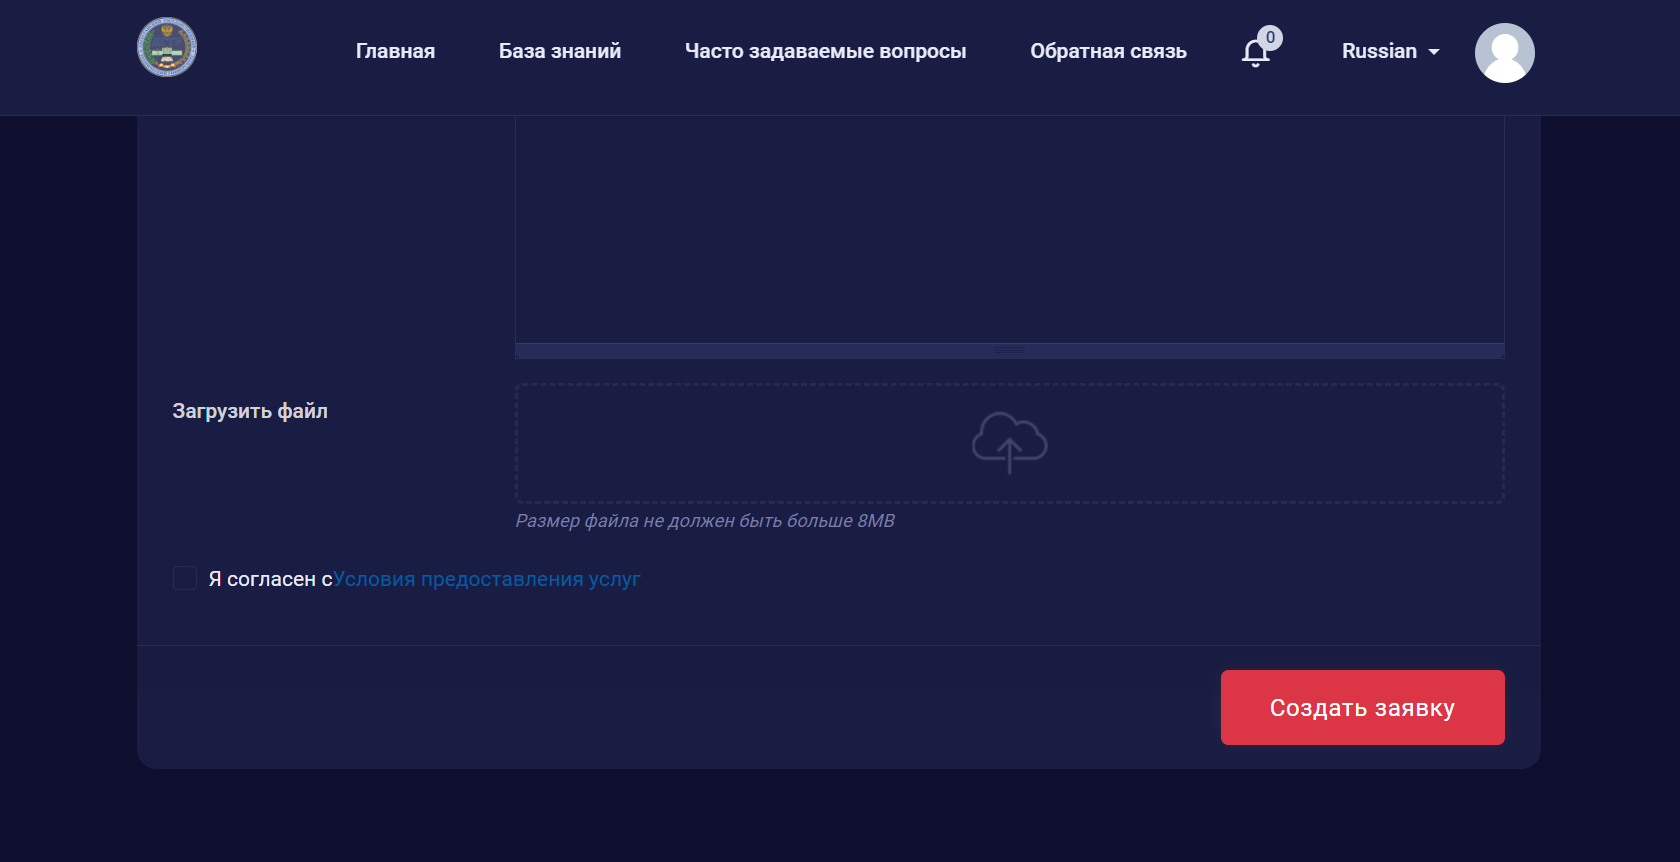 Главная База знаний Часто задаваемые вопросы Обратная связь 0 Russian
Загрузить файл
Размер файла не должен быть больше 8MB
Я согласен сУсловия предоставления услуг
Создать заявку